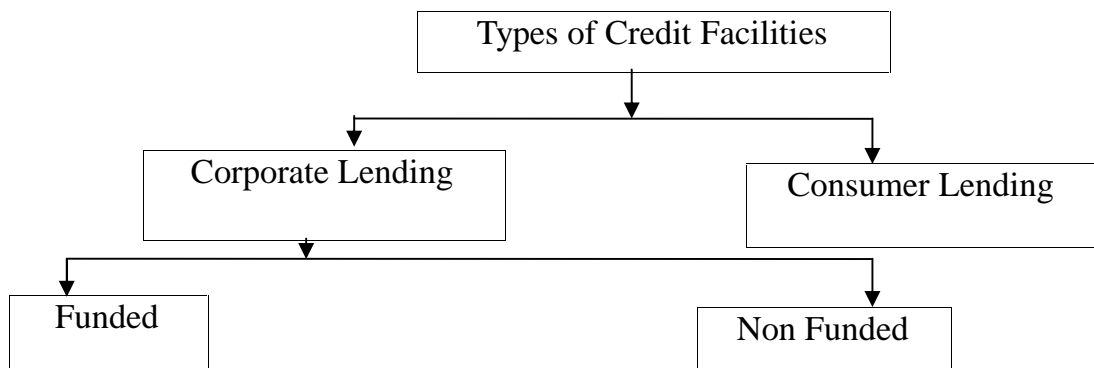 Types of Credit Facilities
Corporate Lending
Consumer Lending
Funded
Non Funded